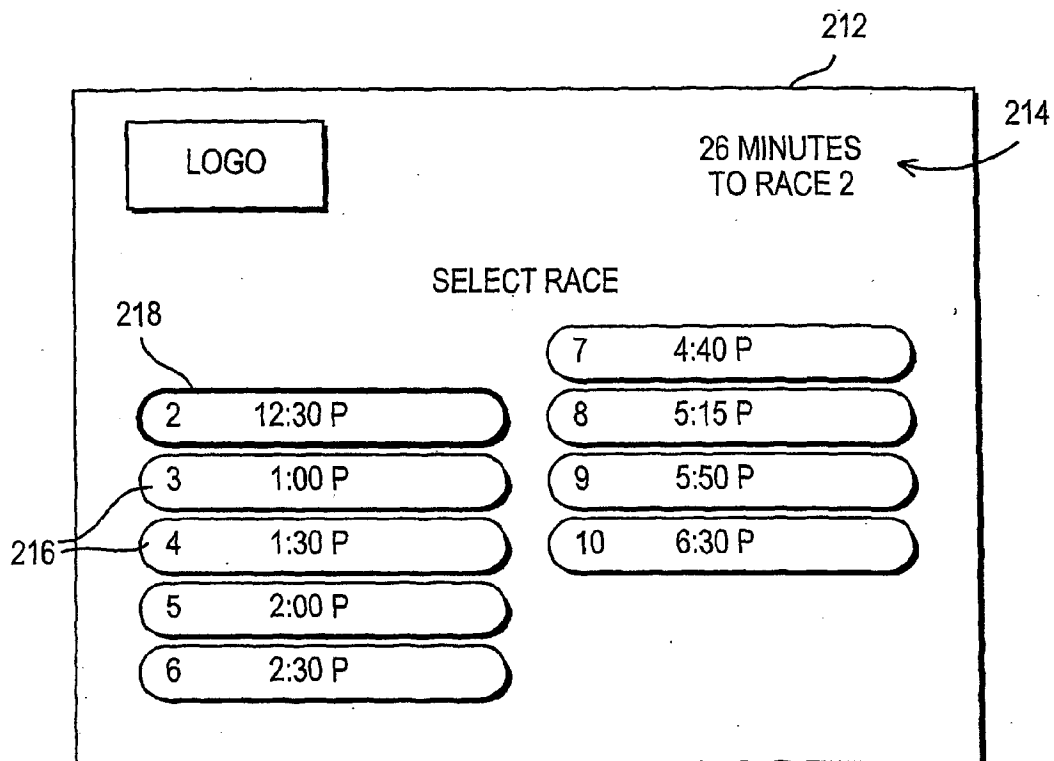 212
214
LOGO
26 MINUTES
TO RACE 2
SELECT RACE
218
2 12:30 P
3 1:00 P
4 1:30 P
5 2:00 P
6 2:30 P
216
7 4:40 P
8 5:15 P
9 5:50 P
10 6:30 P